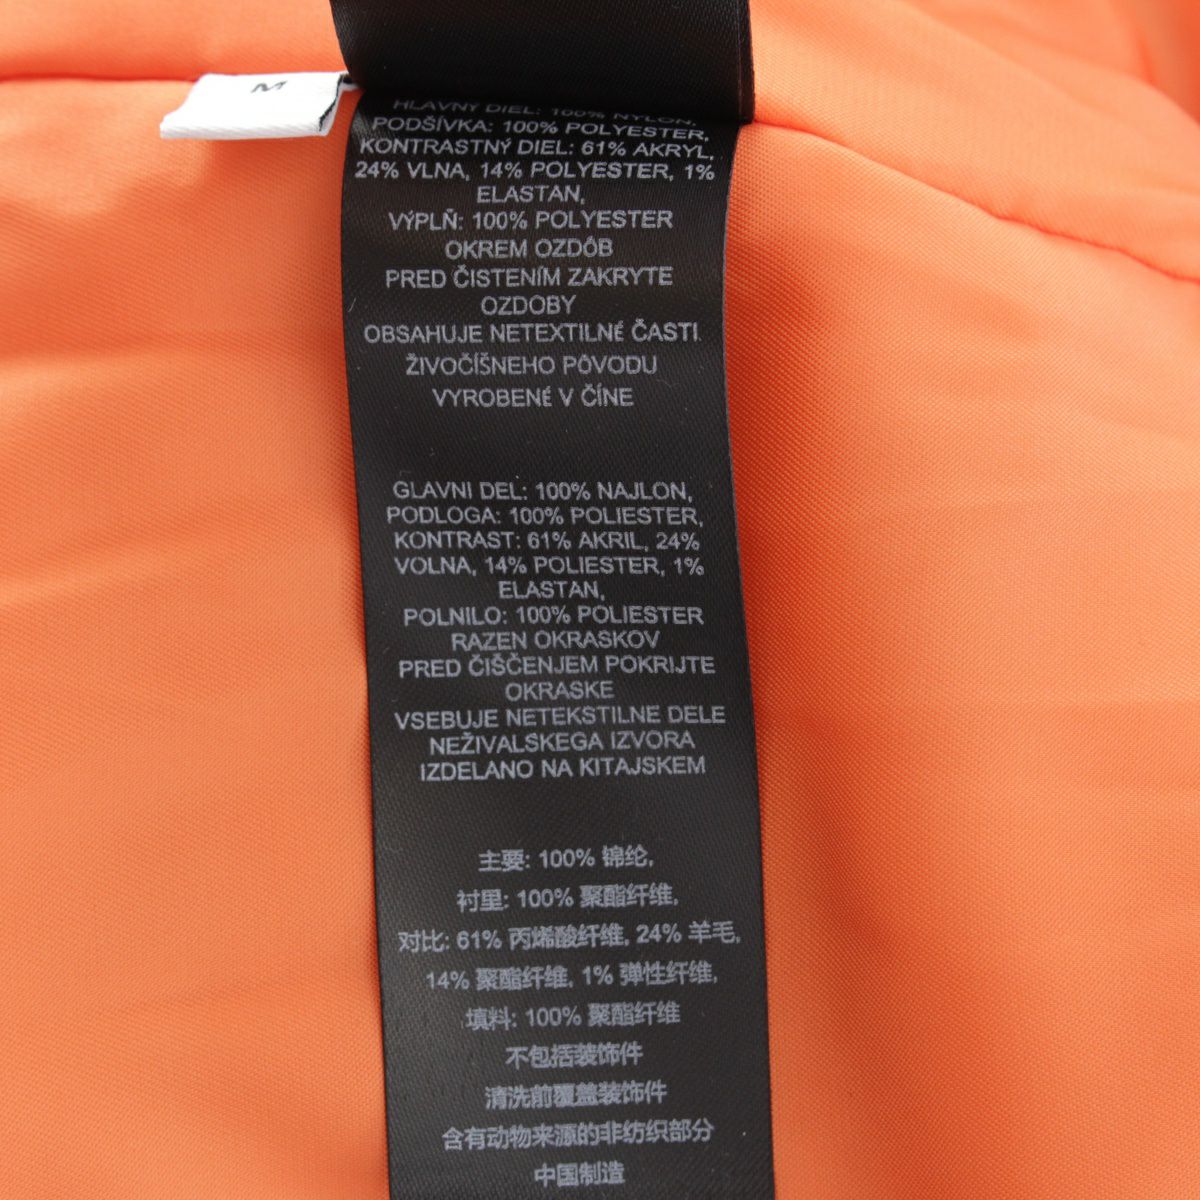 M
HLAVNÝ DIEL: 100% NYLON,
PODŠÍVKA: 100% POLYESTER,
KONTRASTNÝ DIEL: 61% AKRYL,
24% VLNA, 14% POLYESTER, 1%
ELASTAN,
VÝPLŇ: 100% POLYESTER
OKREM OZDÔB
PRED ČISTENÍM ZAKRYTE
OZDOBY
OBSAHUJE NETEXTILNÉ ČASTI
ŽIVOČÍŠNEHO PÔVODU
VYROBENÉ V ČÍNE
GLAVNI DEL: 100% NAJLON,
PODLOGA: 100% POLIESTER,
KONTRAST: 61% AKRIL, 24%
VOLNA, 14% POLIESTER, 1%
ELASTAN,
POLNILO: 100% POLIESTER
RAZEN OKRASKOV
PRED ČIŠČENJEM POKRIJTE
OKRASKE
VSEBUJE NETEKSTILNE DELE
NEŽIVALSKEGA IZVORA
IZDELANO NA KITAJSKEM
主要: 100% 锦纶,
衬里: 100% 聚酯纤维,
对比: 61% 丙烯酸纤维, 24% 羊毛,
14% 聚酯纤维, 1% 弹性纤维,
填料: 100% 聚酯纤维
不包括装饰件
清洗前覆盖装饰件
含有动物来源的非纺织部分
中国制造